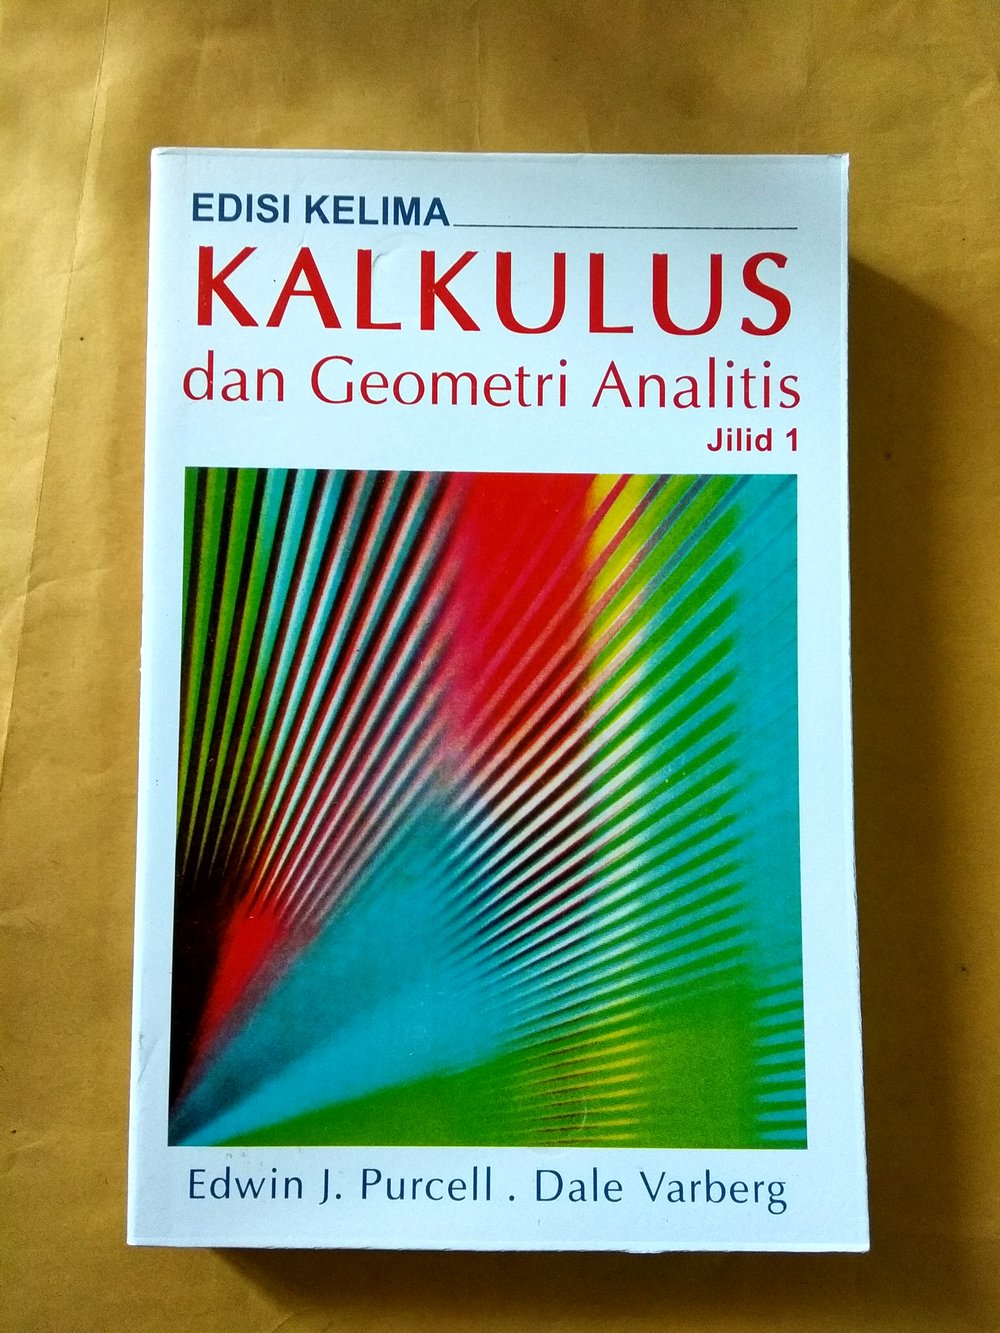 EDISI KELIMA
KALKULUS
dan Geometri Analitis
Jilid 1
Edwin J. Purcell . Dale Varberg